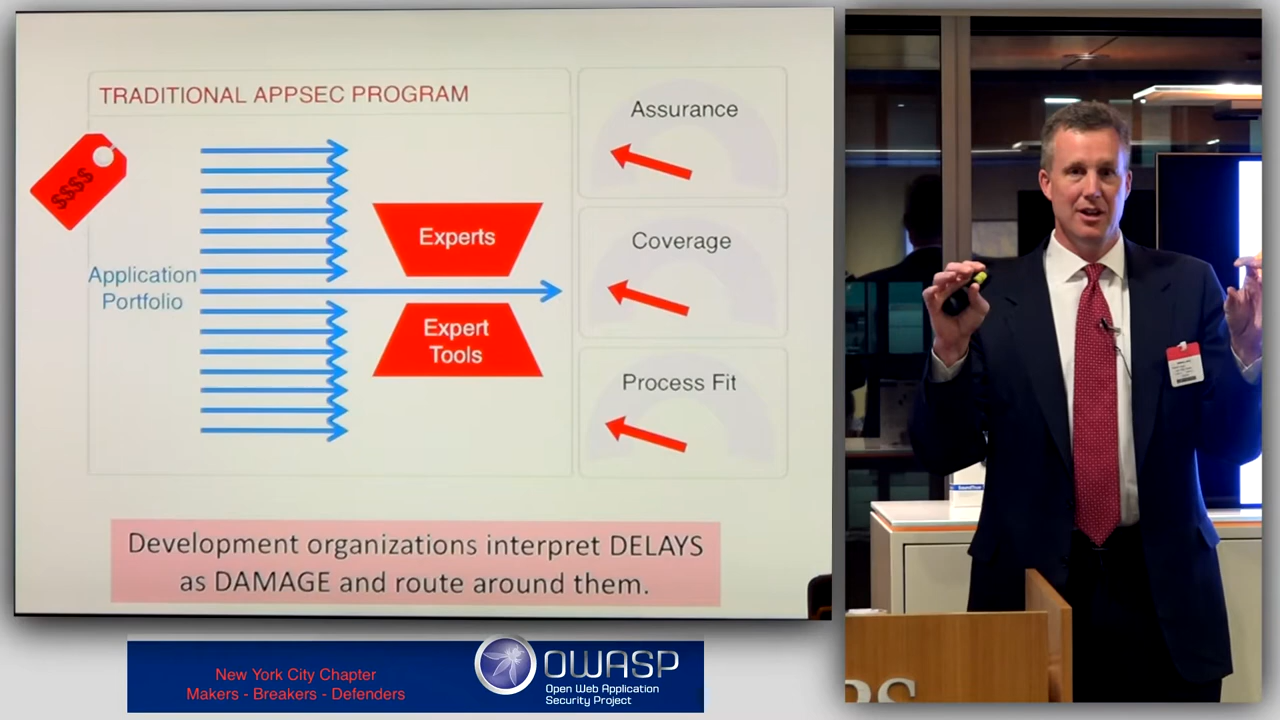 TRADITIONAL APPSEC PROGRAM
$$$$
Application
Portfolio
Experts
Expert
Tools
Assurance
Coverage
Process Fit
Development organizations interpret DELAYS
as DAMAGE and route around them.
New York City Chapter
Makers - Breakers - Defenders
OWASP
Open Web Application
Security Project